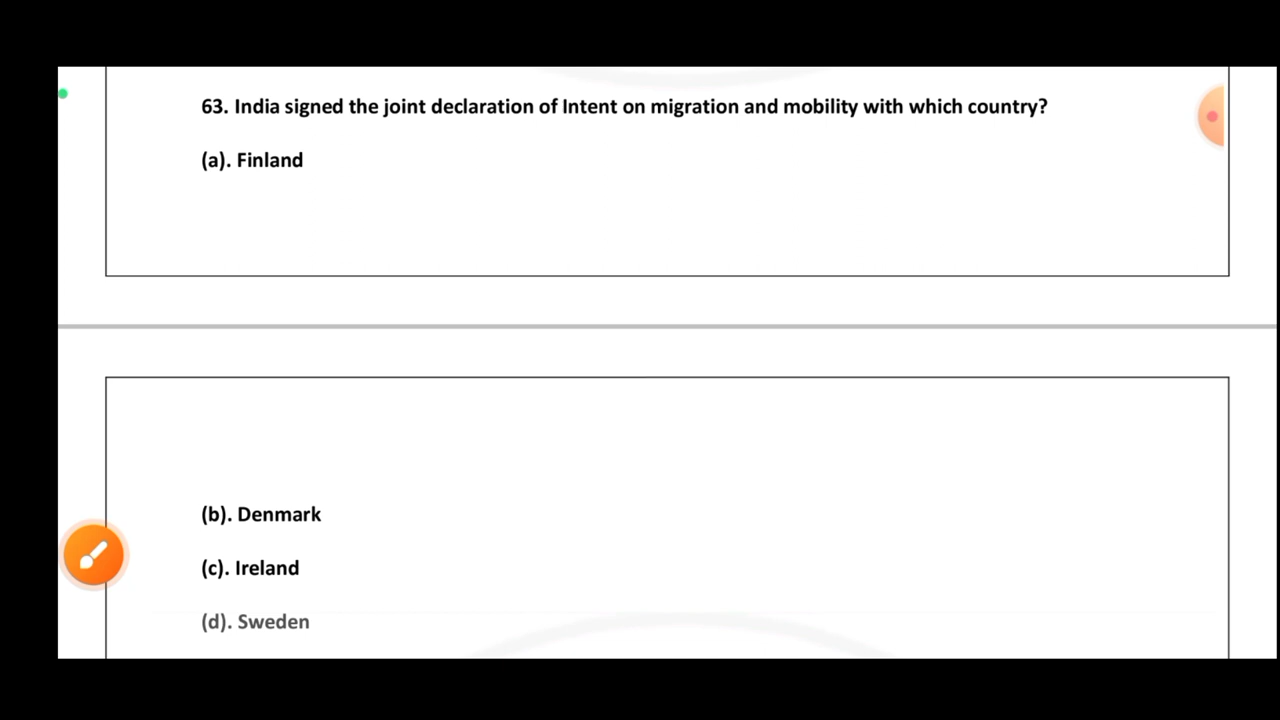 63. India signed the joint declaration of Intent on migration and mobility with which country?
(a). Finland
(b). Denmark
(c). Ireland
(d). Sweden